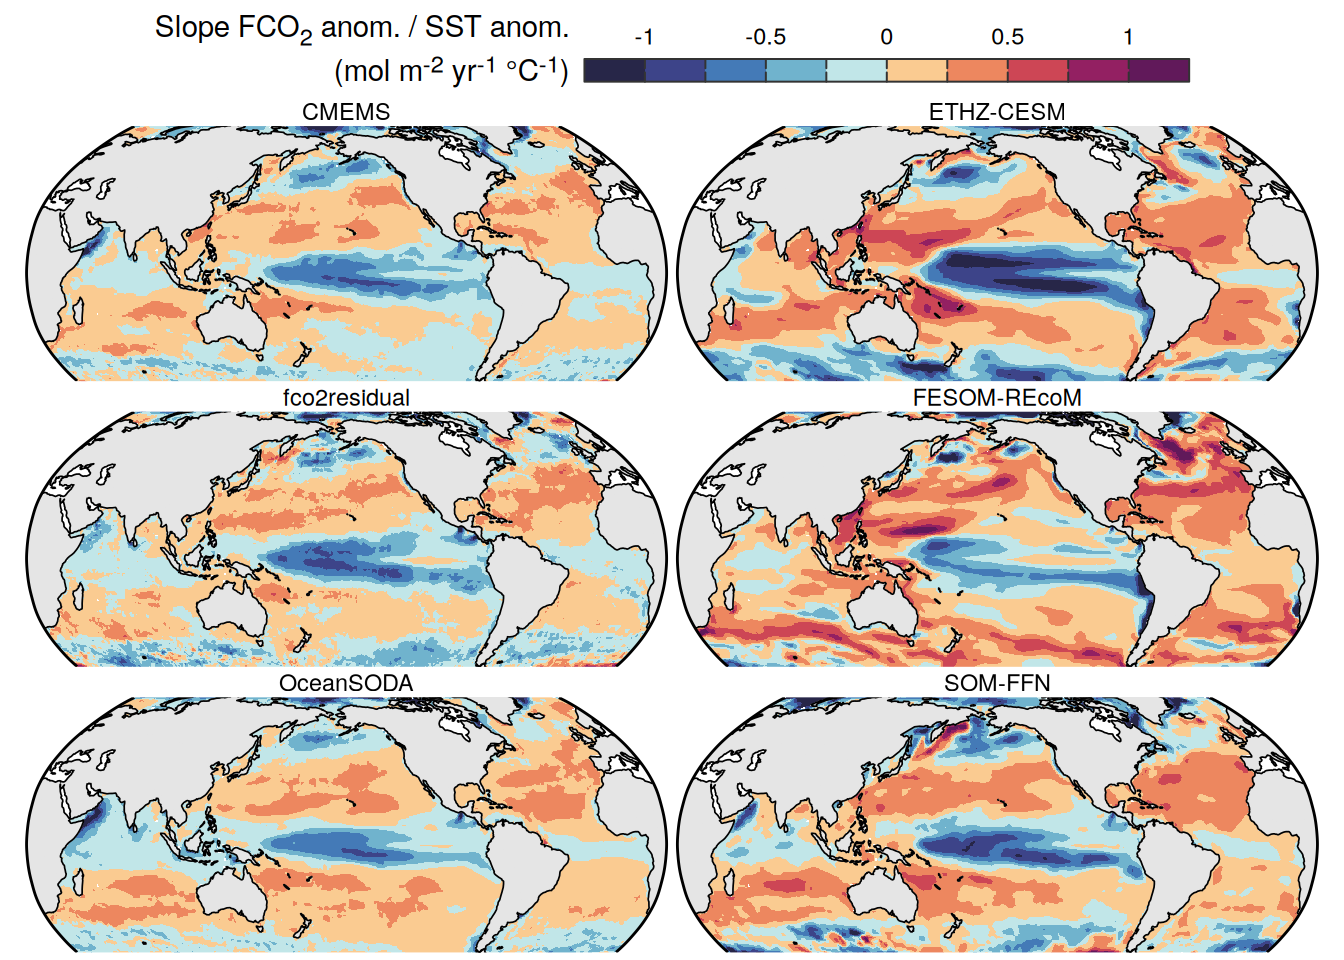 Slope FCO2 anom. / SST anom.
(mol m-2 yr-1 °C-1)
-1 -0.5 0 0.5 1
CMEMS ETHZ-CESM
fco2residual FESOM-REcoM
OceanSODA SOM-FFN